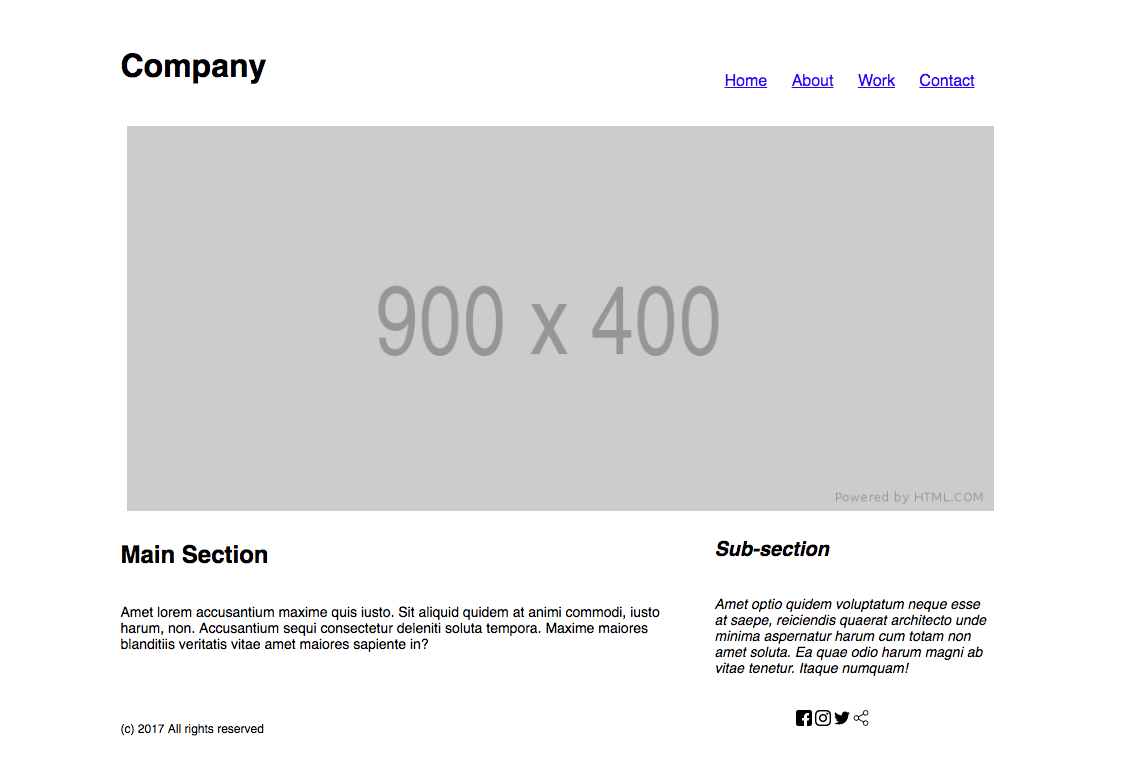 Company
Home About Work Contact
900 x 400
Powered by HTML.COM
Main Section
Amet lorem accusantium maxime quis iusto. Sit aliquid quidem at animi commodi, iusto
harum, non. Accusantium sequi consectetur deleniti soluta tempora. Maxime maiores
blanditiis veritatis vitae amet maiores sapiente in?
Sub-section
Amet optio quidem voluptatum neque esse
at saepe, reiciendis quaerat architecto unde
minima aspernatur harum cum totam non
amet soluta. Ea quae odio harum magni ab
vitae tenetur. Itaque numquam!
(c) 2017 All rights reserved